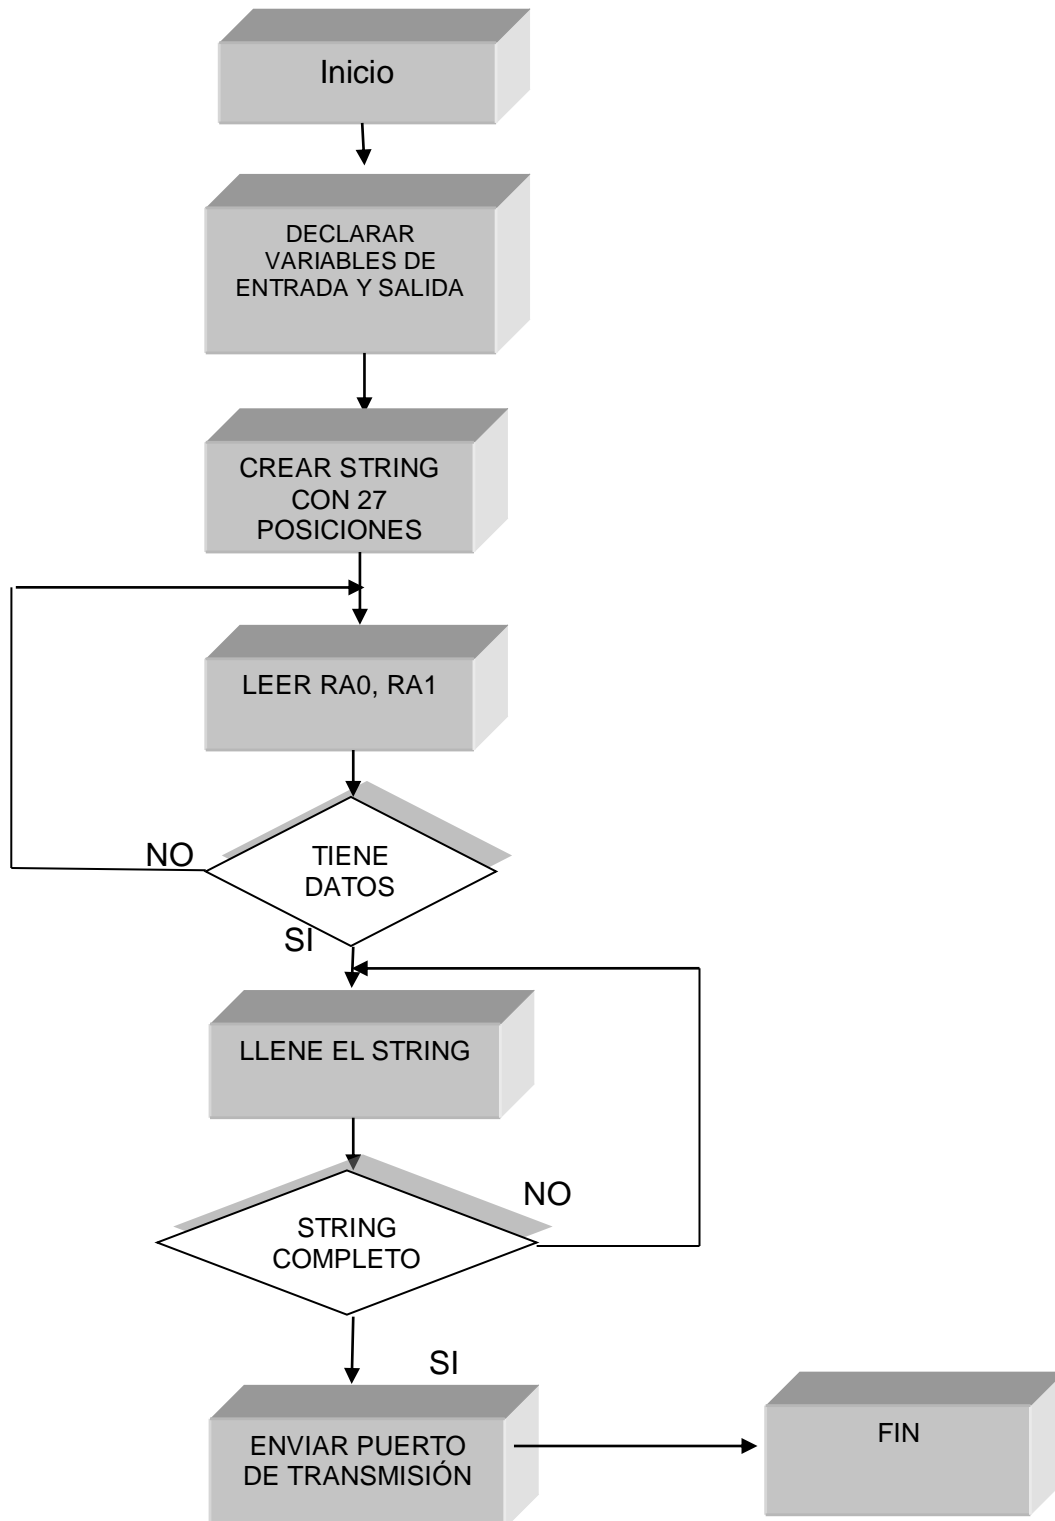 Inicio
DECLARAR
VARIABLES DE
ENTRADA Y SALIDA
CREAR STRING
CON 27
POSICIONES
LEER RA0, RA1
NO
TIENE
DATOS
SI
LLENE EL STRING
NO
STRING
COMPLETO
SI
ENVIAR PUERTO
DE TRANSMISIÓN
FIN